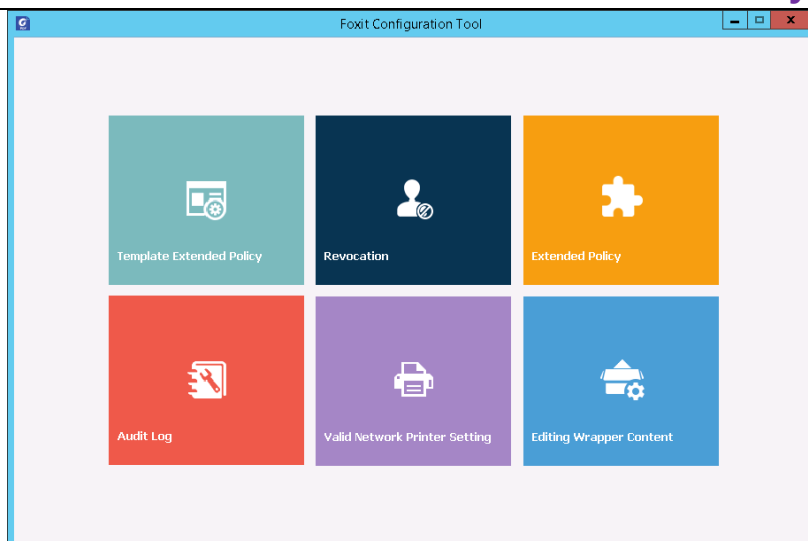 Foxit Configuration Tool
Template Extended Policy
Revocation
Extended Policy
Audit Log
Valid Network Printer Setting
Editing Wrapper Content